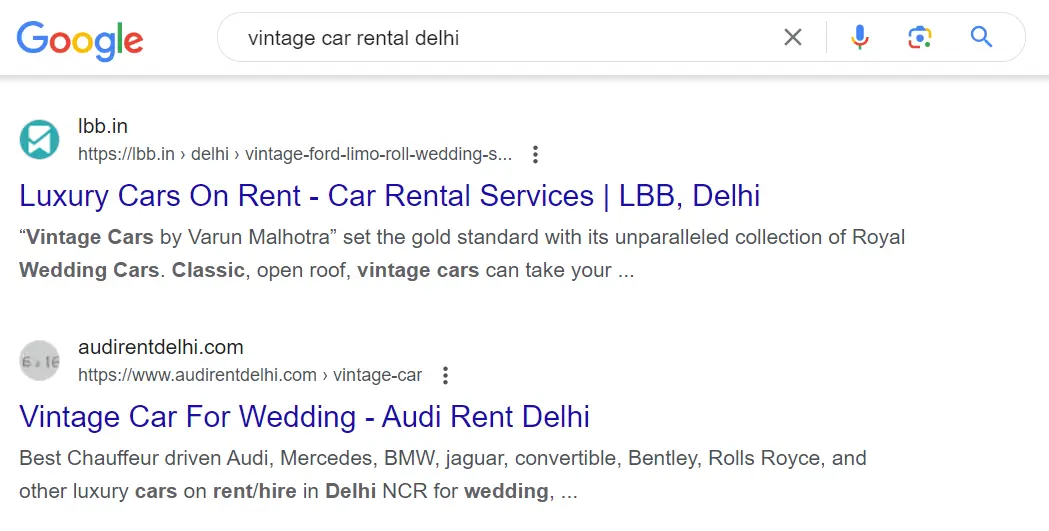 Google
vintage car rental delhi
lbb.in
https://lbb.in › delhi › vintage-ford-limo-roll-wedding-s...
Luxury Cars On Rent - Car Rental Services | LBB, Delhi
“Vintage Cars by Varun Malhotra” set the gold standard with its unparalleled collection of Royal
Wedding Cars. Classic, open roof, vintage cars can take your ...
audirentdelhi.com
https://www.audirentdelhi.com › vintage-car
Vintage Car For Wedding - Audi Rent Delhi
Best Chauffeur driven Audi, Mercedes, BMW, jaguar, convertible, Bentley, Rolls Royce, and
other luxury cars on rent/hire in Delhi NCR for wedding, ...